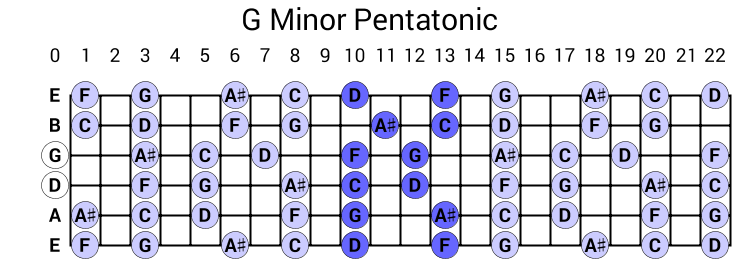 G Minor Pentatonic
0 1 2 3 4 5 6 7 8 9 10 11 12 13 14 15 16 17 18 19 20 21 22
E F G A♯ C D F G A♯ C D
B C D F G A♯ C D F G
G A♯ C D F G A♯ C D F
D F G A♯ C D F G A♯ C
A A♯ C D F G A♯ C D F G
E F G A♯ C D F G A♯ C D